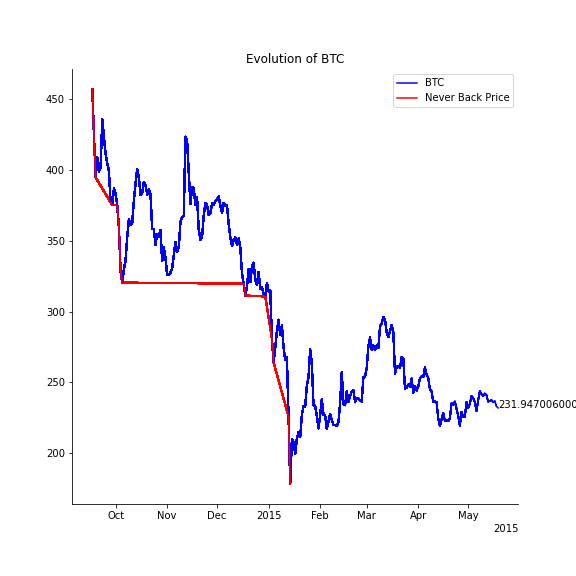 Evolution of BTC
BTC
Never Back Price
450
400
350
300
250
200
231.947006000
Oct
Nov
Dec
2015
Feb
Mar
Apr
May
2015